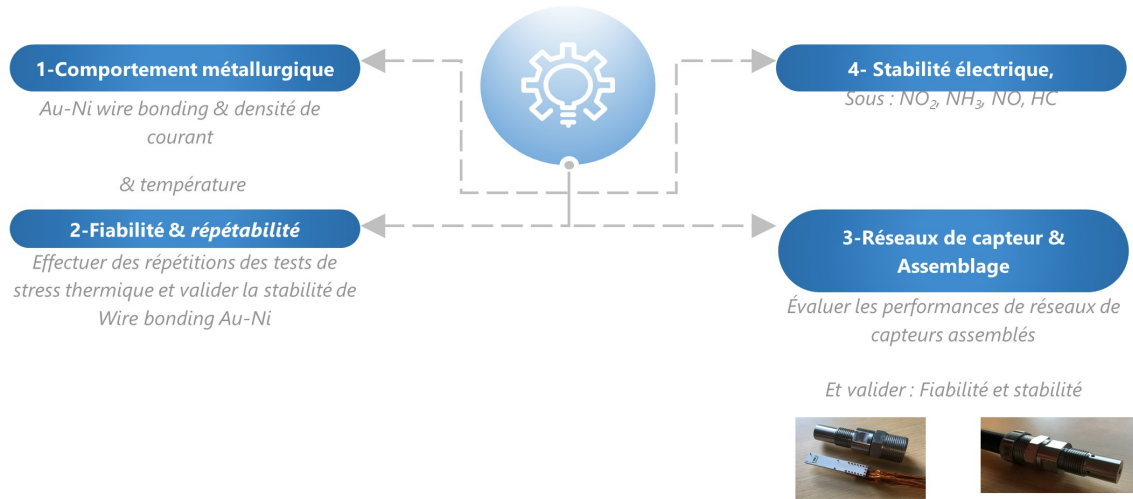 1-Comportement métallurgique
Au-Ni wire bonding & densité de
courant
& température
2-Fiabilité & répétabilité
Effectuer des répétitions des tests de
stress thermique et valider la stabilité de
Wire bonding Au-Ni
4- Stabilité électrique,
Sous : NO₂, NH₃, NO, HC
3-Réseaux de capteur &
Assemblage
Évaluer les performances de réseaux de
capteurs assemblés
Et valider : Fiabilité et stabilité